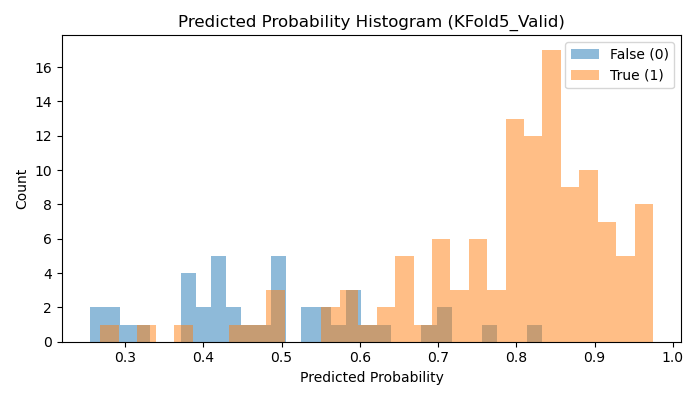 Predicted Probability Histogram (KFold5_Valid)
False (0)
True (1)
Count
16
14
12
10
8
6
4
2
0
0.3 0.4 0.5 0.6 0.7 0.8 0.9 1.0
Predicted Probability